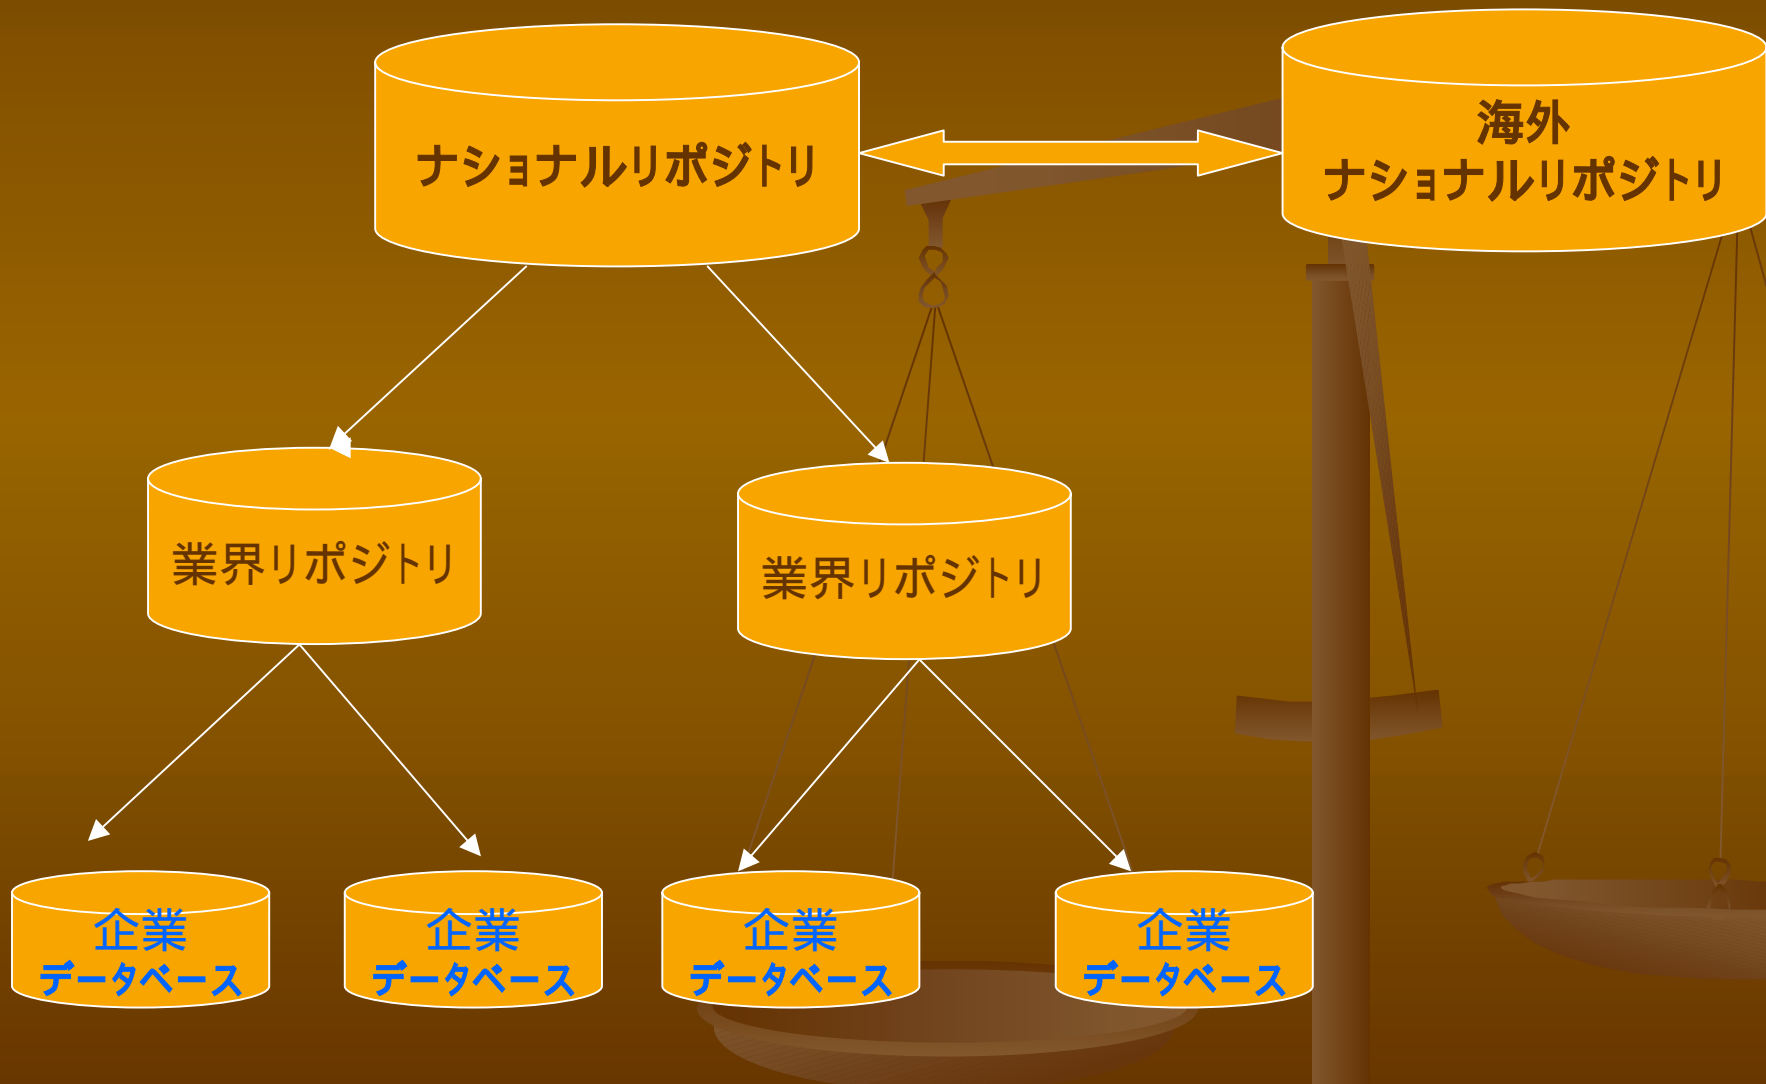 ナショナルリポジトリ
海外
ナショナルリポジトリ
業界リポジトリ
業界リポジトリ
企業
データベース
企業
データベース
企業
データベース
企業
データベース